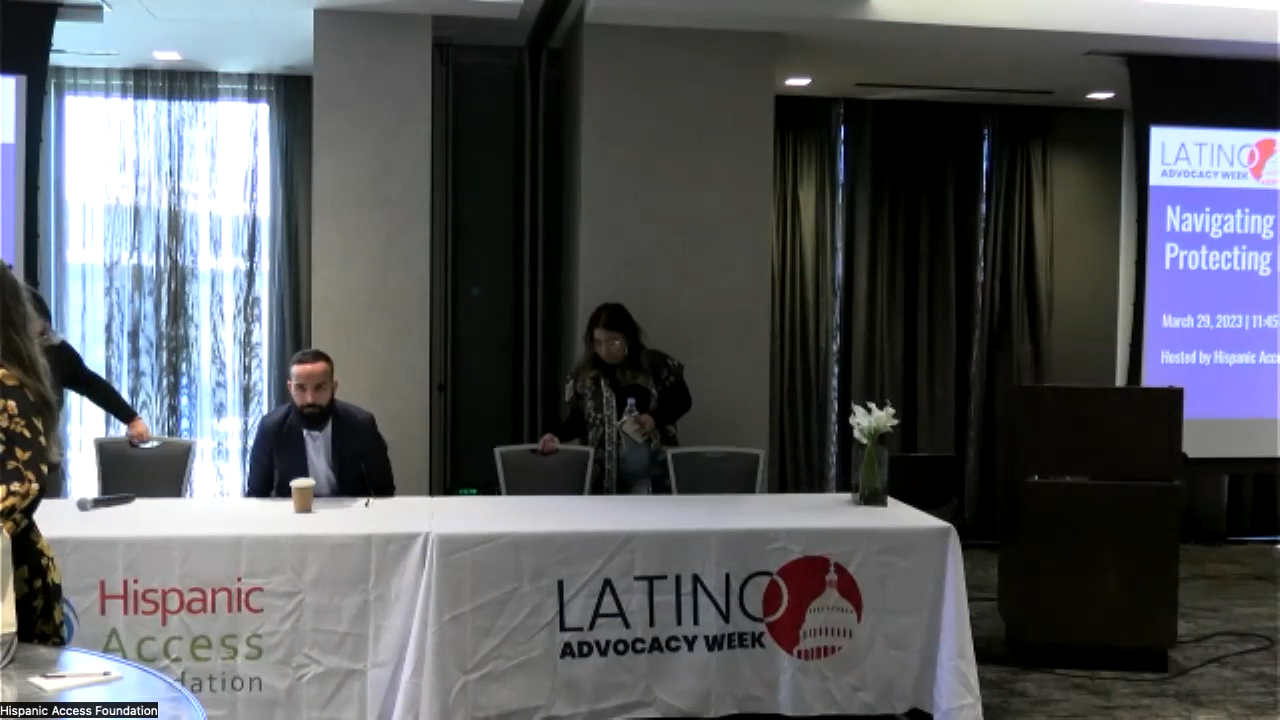 LATINO
ADVOCACY WEEK
Navigating
Protecting
March 29, 2023 | 11:45
Hosted by Hispanic Acce
Hispanic
Access
dation
LATINO
ADVOCACY WEEK
Hispanic Access Foundation